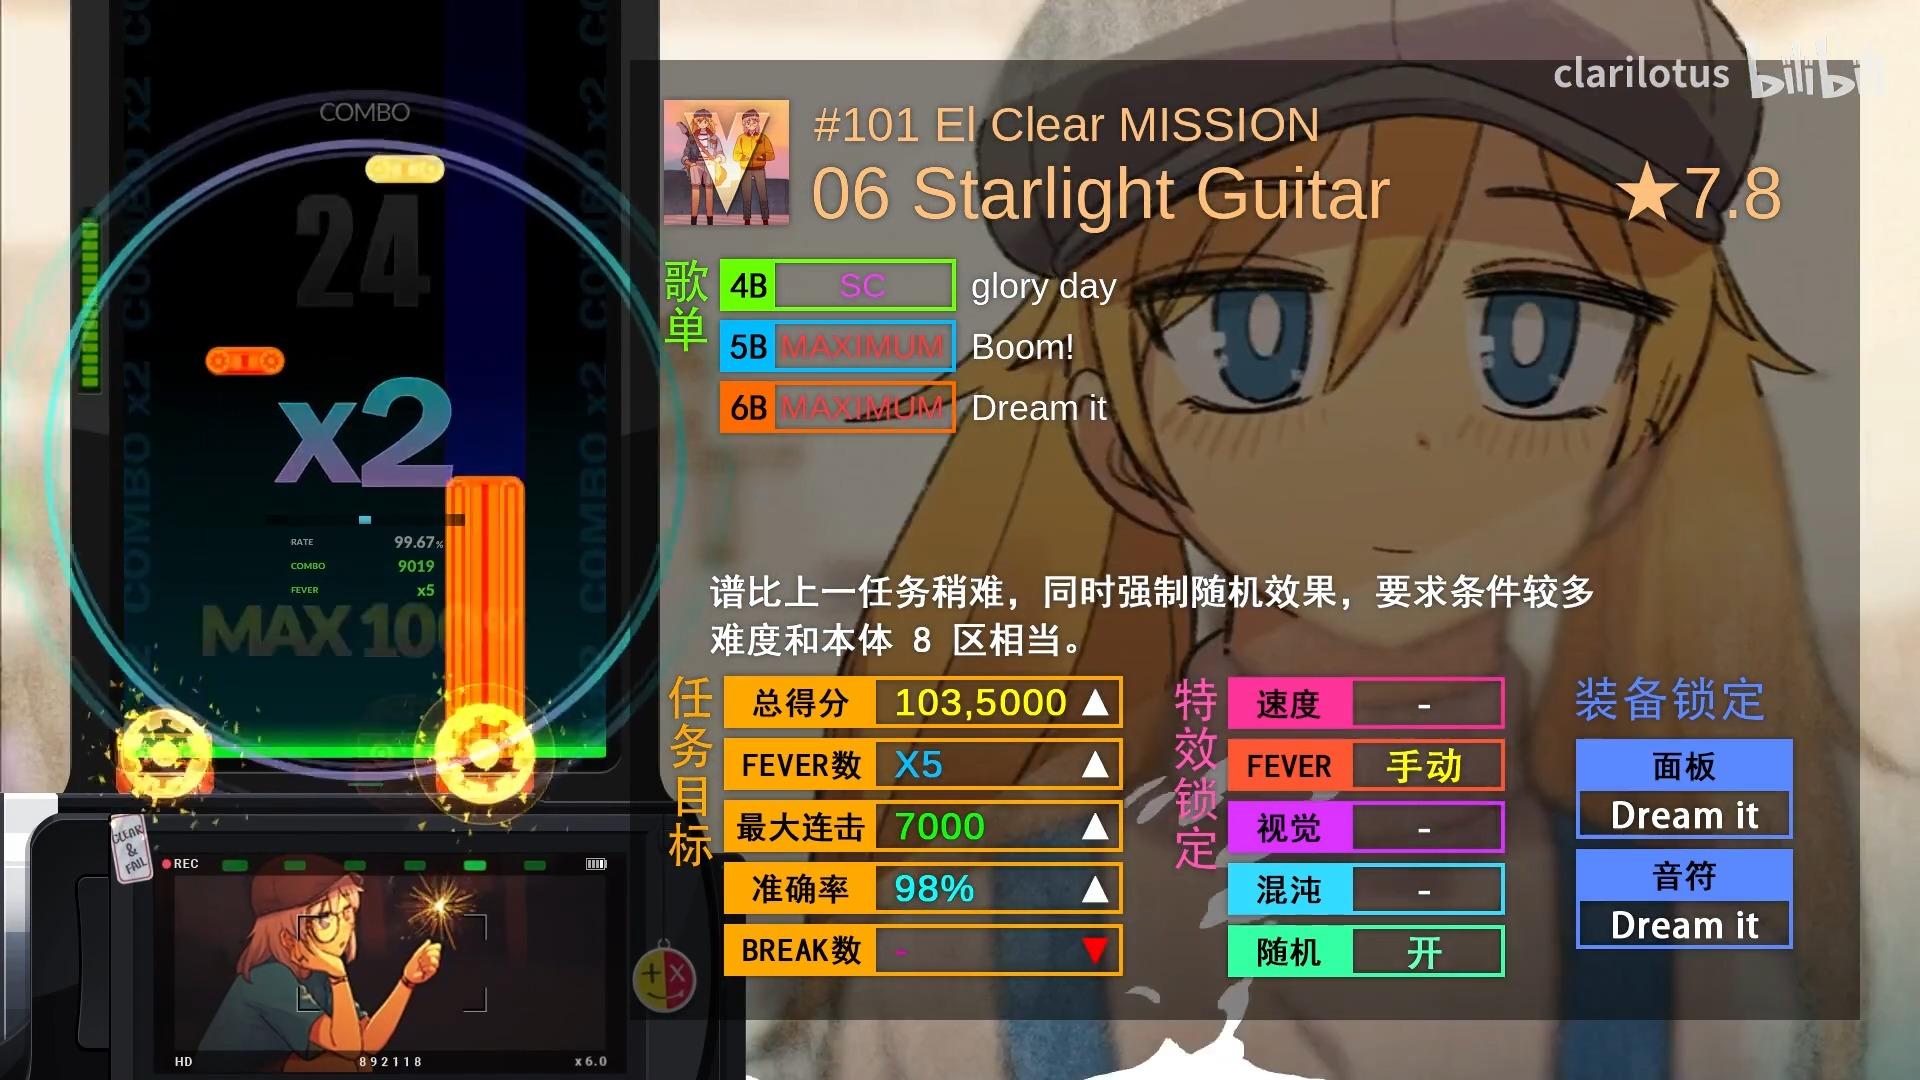 clarilotus bilibili
COMBO
24
x2
RATE 99.67%
COMBO 9019
FEVER x5
MAX 100
CLEAR
&
FAIL
REC
HD 892118 x6.0
#101 El Clear MISSION
06 Starlight Guitar ★7.8
歌单
4B SC glory day
5B MAXIMUM Boom!
6B MAXIMUM Dream it
谱比上一任务稍难，同时强制随机效果，要求条件较多
难度和本体 8 区相当。
任务目标
总得分 103,5000 ▲
FEVER数 X5 ▲
最大连击 7000 ▲
准确率 98% ▲
BREAK数 - ▼
特效锁定
速度 -
FEVER 手动
视觉 -
混沌 -
随机 开
装备锁定
面板
Dream it
音符
Dream it